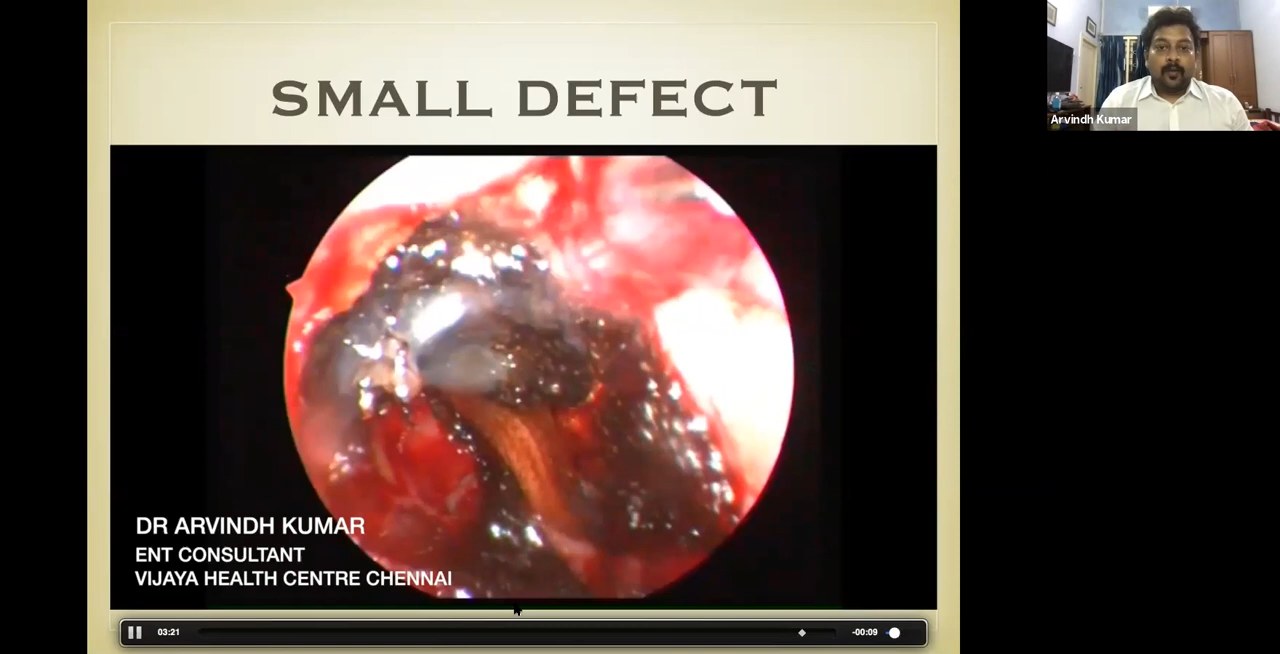 SMALL DEFECT
Arvindh Kumar
DR ARVINDH KUMAR
ENT CONSULTANT
VIJAYA HEALTH CENTRE CHENNAI
03:21
-00:09